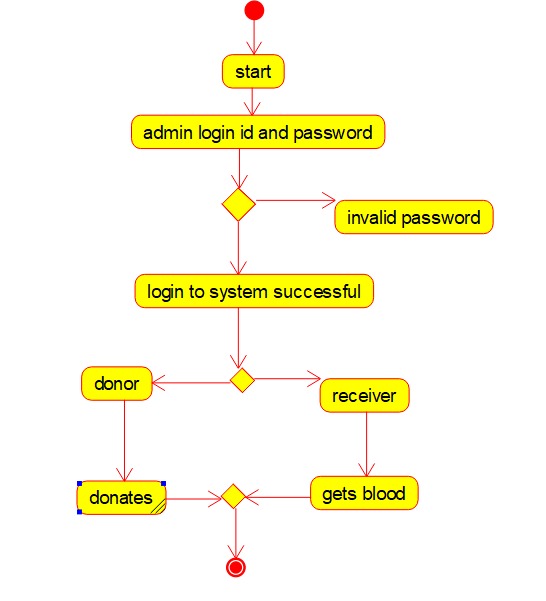 start
admin login id and password
invalid password
login to system successful
donor
receiver
donates
gets blood